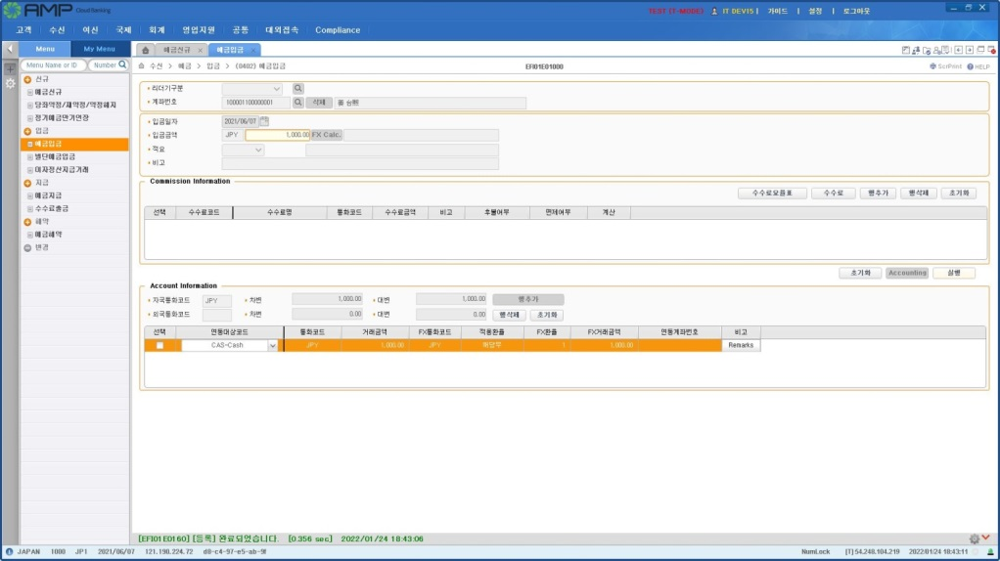 AMP Cloud Banking
TEST [T-MODE] IT DEV15 | 가이드 | 설정 | 로그아웃
고객 수신 여신 국제 회계 영업지원 공통 대외접속 Compliance
Menu My Menu 예금신규 × 예금입금 ×
Menu Name or ID Number
수신 > 예금 > 입금 > (0402) 예금입금 EFI01E01000 ScrPrint HELP
신규
예금신규
당좌약정/재약정/약정해지
정기예금만기연장
입금
예금입금
별단예금입금
이자정산지급거래
지급
예금지급
수수료출금
해약
예금해약
변경
리더기구분
계좌번호 100001100000001 삭제
입금일자 2021/06/07
입금금액 JPY 1,000.00 FX Calc.
적요
비고
Commission Information
수수료모음표 수수료 행추가 행삭제 초기화
선택 수수료코드 수수료명 통화코드 수수료금액 비고 후불여부 면제여부 계산
초기화 Accounting 실행
Account Information
자국통화코드 JPY 차변 1,000.00 대변 1,000.00 행추가
외국통화코드 차변 0.00 대변 0.00 행삭제 초기화
선택 연동대상코드 통화코드 거래금액 FX통화코드 적용환율 FX환율 FX거래금액 연동계좌번호 비고
CAS-Cash JPY 1,000.00 JPY 해당무 1 1,000.00 Remarks
[EFI01E0160] [등록] 완료되었습니다. [0.356 sec] 2022/01/24 18:43:06
JAPAN 1000 JP1 2021/06/07 121.190.224.72 d8-c4-97-e5-ab-9f NumLock [T]54.248.104.219 2022/01/24 18:43:11